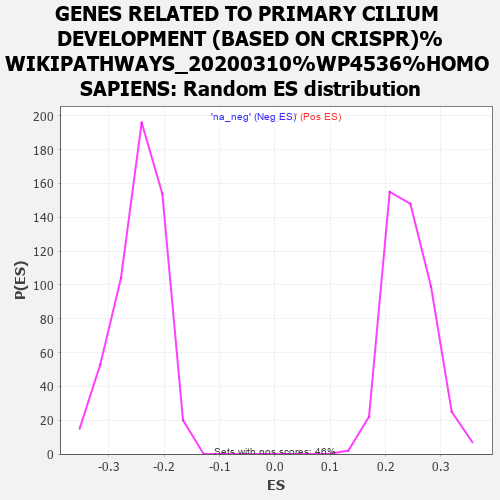 GENES RELATED TO PRIMARY CILIUM
DEVELOPMENT (BASED ON CRISPR)%
WIKIPATHWAYS_20200310%WP4536%HOMO
SAPIENS: Random ES distribution
'na_neg' (Neg ES) (Pos ES)
200
180
160
140
120
100
80
60
40
20
0
P(ES)
Sets with pos scores: 46%
-0.3 -0.2 -0.1 0.0 0.1 0.2 0.3
ES